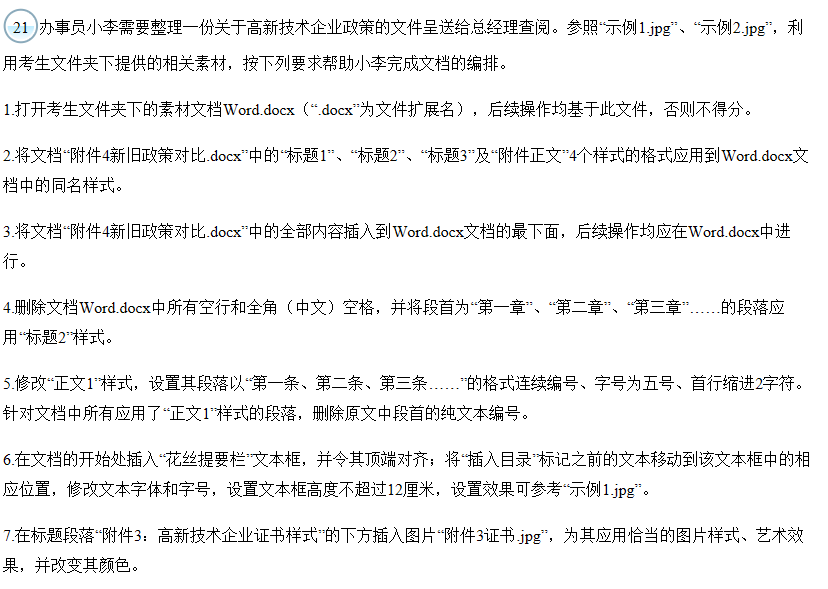 21 办事员小李需要整理一份关于高新技术企业政策的文件呈送给总经理查阅。参照“示例1.jpg”、“示例2.jpg”，利
用考生文件夹下提供的相关素材，按下列要求帮助小李完成文档的编排。
1.打开考生文件夹下的素材文档Word.docx（“.docx”为文件扩展名），后续操作均基于此文件，否则不得分。
2.将文档“附件4新旧政策对比.docx”中的“标题1”、“标题2”、“标题3”及“附件正文”4个样式的格式应用到Word.docx文
档中的同名样式。
3.将文档“附件4新旧政策对比.docx”中的全部内容插入到Word.docx文档的最下面，后续操作均应在Word.docx中进
行。
4.删除文档Word.docx中所有空行和全角（中文）空格，并将段首为“第一章”、“第二章”、“第三章”……的段落应
用“标题2”样式。
5.修改“正文1”样式，设置其段落以“第一条、第二条、第三条……”的格式连续编号、字号为五号、首行缩进2字符。
针对文档中所有应用了“正文1”样式的段落，删除原文中段首的纯文本编号。
6.在文档的开始处插入“花丝提要栏”文本框，并令其顶端对齐；将“插入目录”标记之前的文本移动到该文本框中的相
应位置，修改文本字体和字号，设置文本框高度不超过12厘米，设置效果可参考“示例1.jpg”。
7.在标题段落“附件3：高新技术企业证书样式”的下方插入图片“附件3证书.jpg”，为其应用恰当的图片样式、艺术效
果，并改变其颜色。